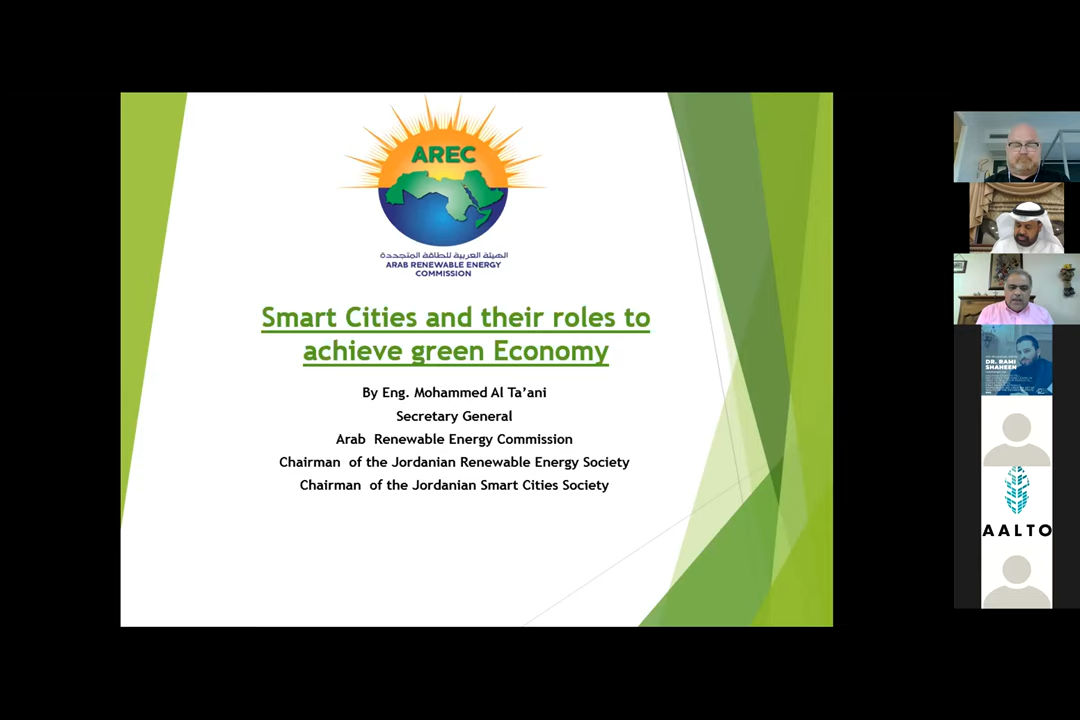 AREC
الهيئة العربية للطاقة المتجددة
ARAB RENEWABLE ENERGY
COMMISSION
Smart Cities and their roles to
achieve green Economy
By Eng. Mohammed Al Ta’ani
Secretary General
Arab Renewable Energy Commission
Chairman of the Jordanian Renewable Energy Society
Chairman of the Jordanian Smart Cities Society
DR. RAMI
SHAHEEN
AALTO